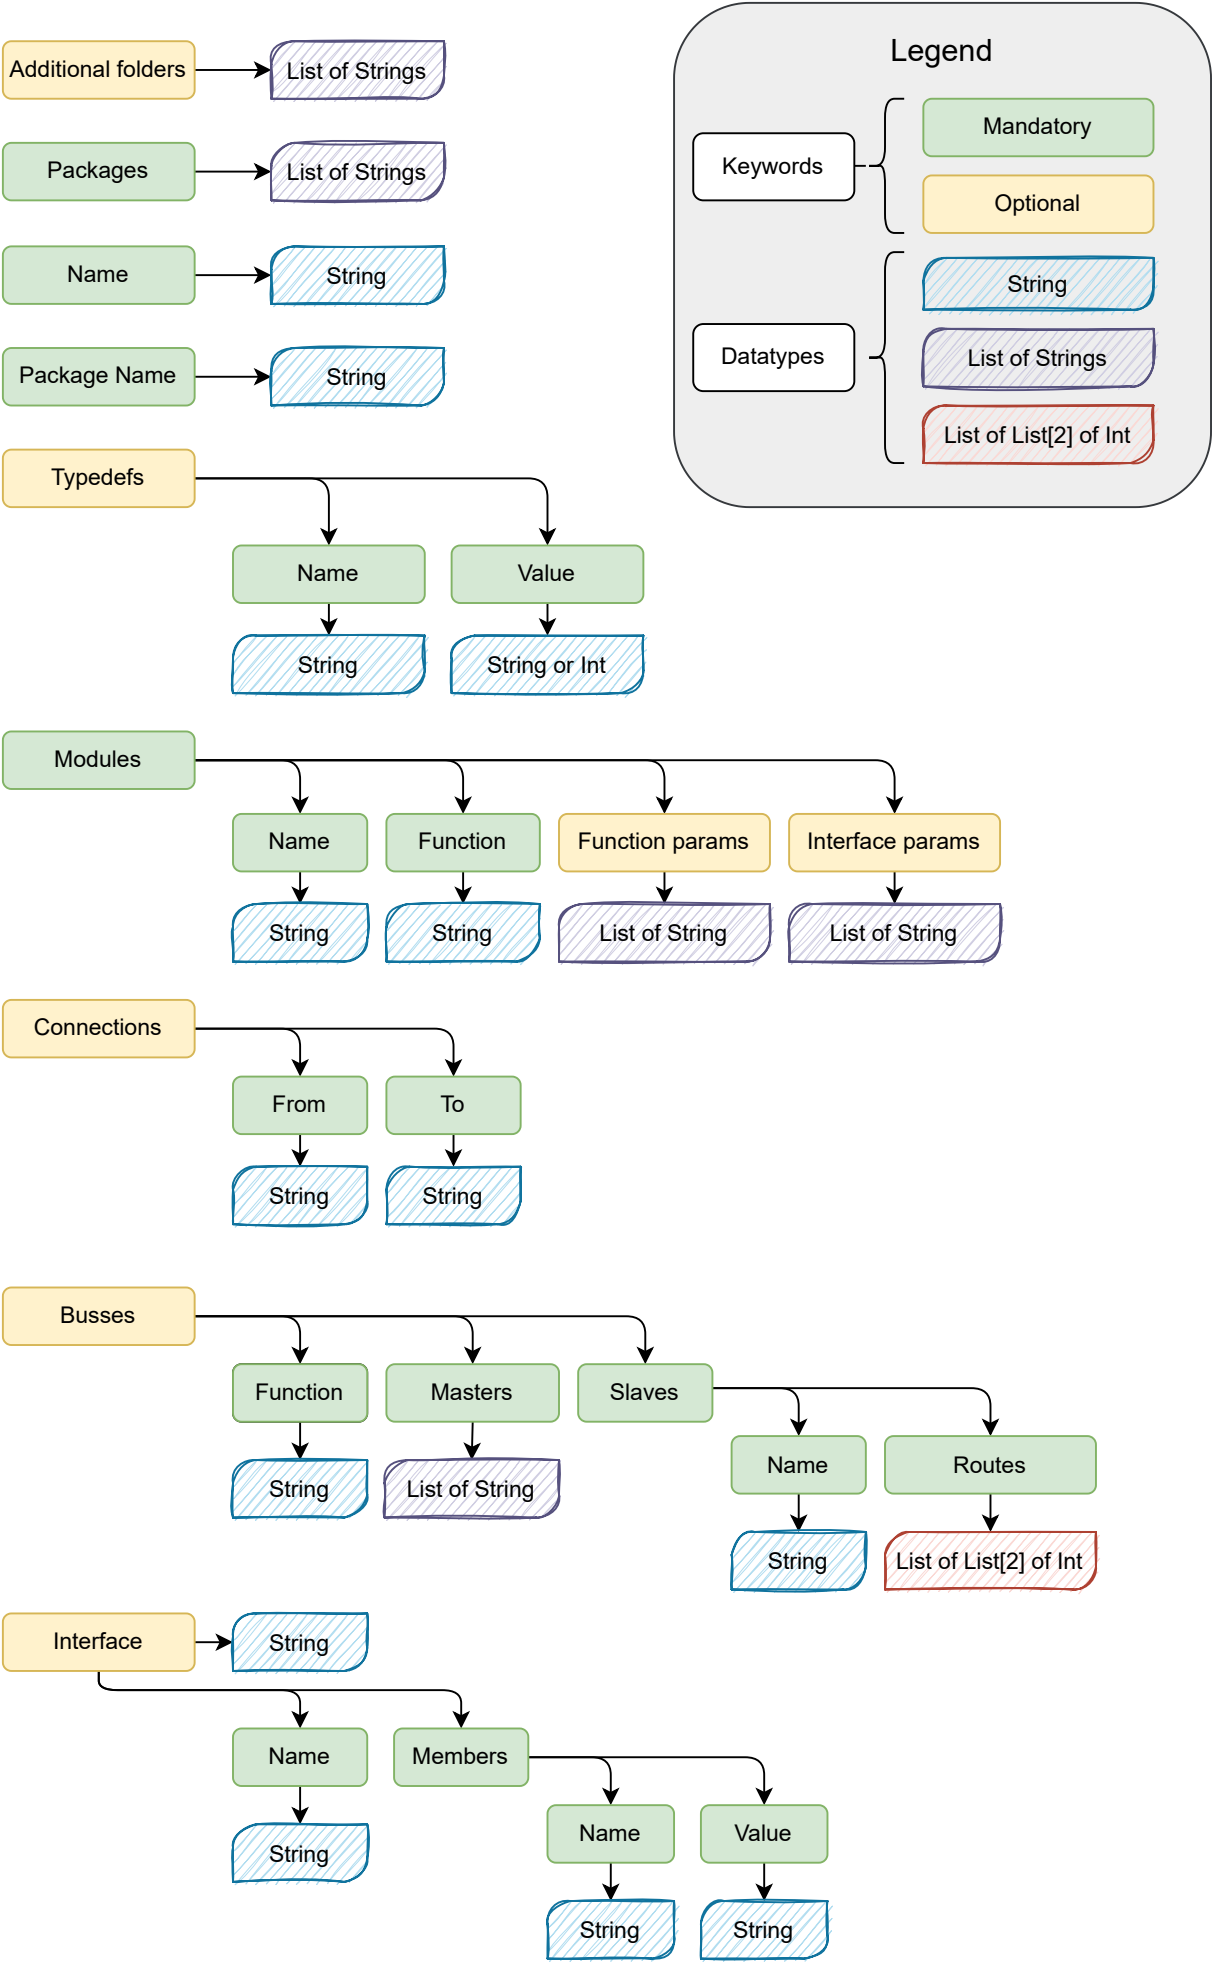 Additional folders
List of Strings
Packages
List of Strings
Name
String
Package Name
String
Legend
Keywords
Mandatory
Optional
Datatypes
String
List of Strings
List of List[2] of Int
Typedefs
Name
Value
String
String or Int
Modules
Name
Function
Function params
Interface params
String
String
List of String
List of String
Connections
From
To
String
String
Busses
Function
Masters
Slaves
String
List of String
Name
Routes
String
List of List[2] of Int
Interface
String
Name
Members
String
Name
Value
String
String